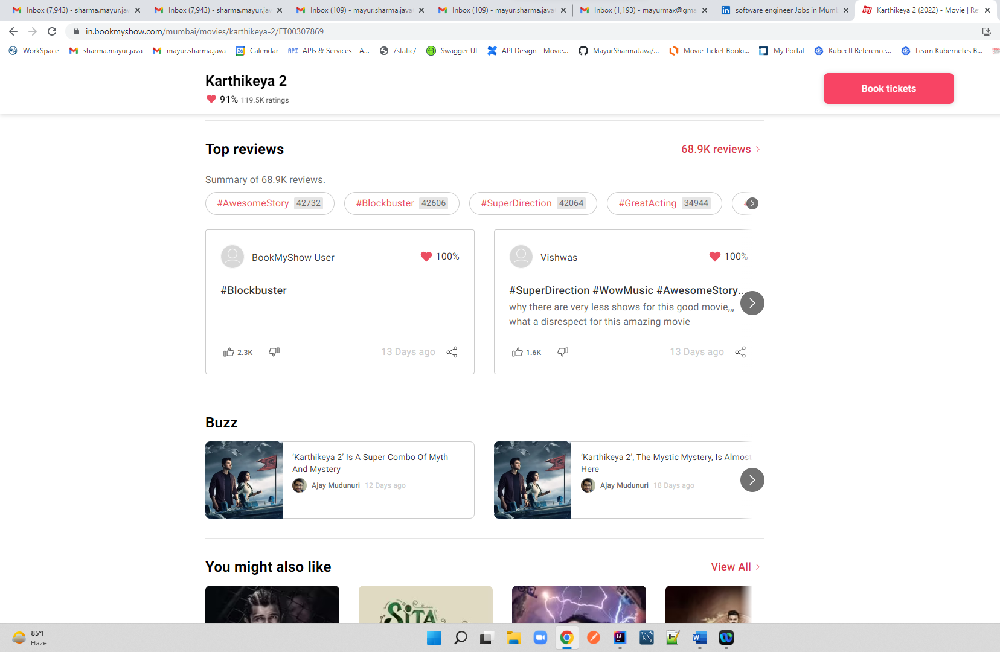 Inbox (7,943) - sharma.mayur.jav
Inbox (7,943) - sharma.mayur.jav
Inbox (109) - mayur.sharma.java
Inbox (109) - mayur.sharma.java
Inbox (1,193) - mayurmax@gma
software engineer Jobs in Mum
Karthikeya 2 (2022) - Movie | Re
in.bookmyshow.com/mumbai/movies/karthikeya-2/ET00307869
WorkSpace
sharma.mayur.java
mayur.sharma.java
26
Calendar
API
APIs & Services – A...
/static/
Swagger UI
API Design - Movie...
MayurSharmaJava/...
Movie Ticket Booki...
My Portal
Kubectl Reference...
Learn Kubernetes B...
Karthikeya 2
91% 119.5K ratings
Book tickets
Top reviews
68.9K reviews
Summary of 68.9K reviews.
#AwesomeStory 42732
#Blockbuster 42606
#SuperDirection 42064
#GreatActing 34944
BookMyShow User
100%
#Blockbuster
2.3K
13 Days ago
Vishwas
100%
#SuperDirection #WowMusic #AwesomeStory...
why there are very less shows for this good movie,,,
what a disrespect for this amazing movie
1.6K
13 Days ago
Buzz
‘Karthikeya 2’ Is A Super Combo Of Myth
And Mystery
Ajay Mudunuri 12 Days ago
‘Karthikeya 2’, The Mystic Mystery, Is Almost
Here
Ajay Mudunuri 18 Days ago
You might also like
View All
SITA
85°F
Haze